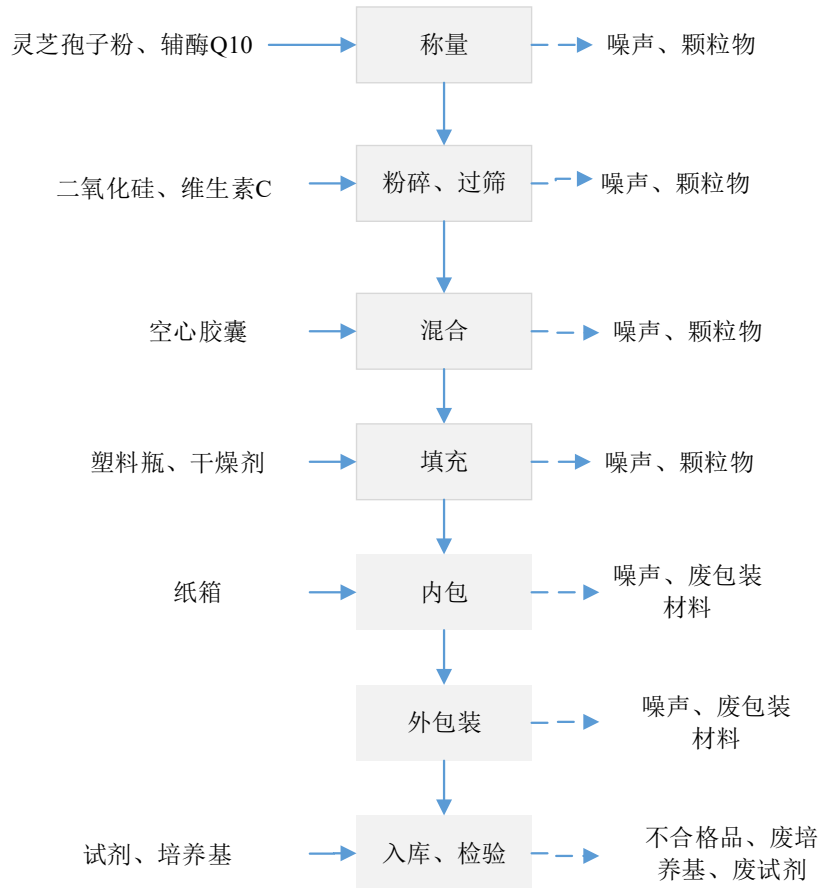 灵芝孢子粉、辅酶Q10
称量
噪声、颗粒物
二氧化硅、维生素C
粉碎、过筛
噪声、颗粒物
空心胶囊
混合
噪声、颗粒物
塑料瓶、干燥剂
填充
噪声、颗粒物
纸箱
内包
噪声、废包装
材料
外包装
噪声、废包装
材料
试剂、培养基
入库、检验
不合格品、废培
养基、废试剂